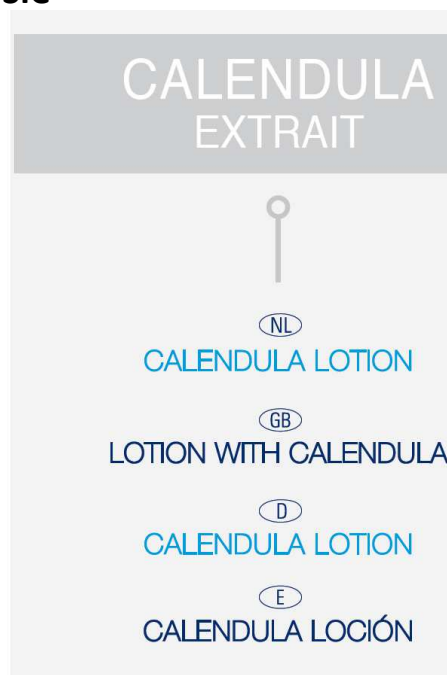 CALENDULA
EXTRAIT
NL
CALENDULA LOTION
GB
LOTION WITH CALENDULA
D
CALENDULA LOTION
E
CALENDULA LOCIÓN